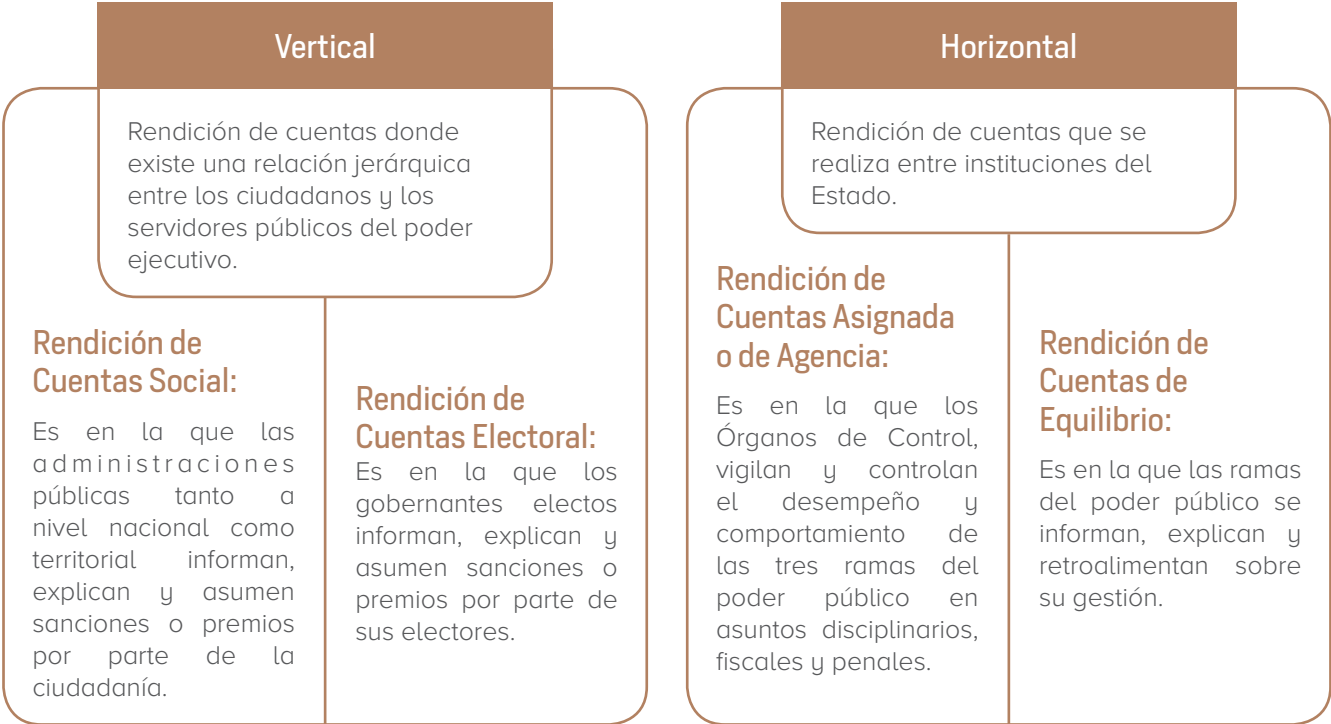 Vertical
Rendición de cuentas donde
existe una relación jerárquica
entre los ciudadanos y los
servidores públicos del poder
ejecutivo.
Rendición de
Cuentas Social:
Es en la que las
administraciones
públicas tanto a
nivel nacional como
territorial informan,
explican y asumen
sanciones o premios
por parte de la
ciudadanía.
Rendición de
Cuentas Electoral:
Es en la que los
gobernantes electos
informan, explican y
asumen sanciones o
premios por parte de
sus electores.
Horizontal
Rendición de cuentas que se
realiza entre instituciones del
Estado.
Rendición de
Cuentas Asignada
o de Agencia:
Es en la que los
Órganos de Control,
vigilan y controlan
el desempeño y
comportamiento de
las tres ramas del
poder público en
asuntos disciplinarios,
fiscales y penales.
Rendición de
Cuentas de
Equilibrio:
Es en la que las ramas
del poder público se
informan, explican y
retroalimentan sobre
su gestión.